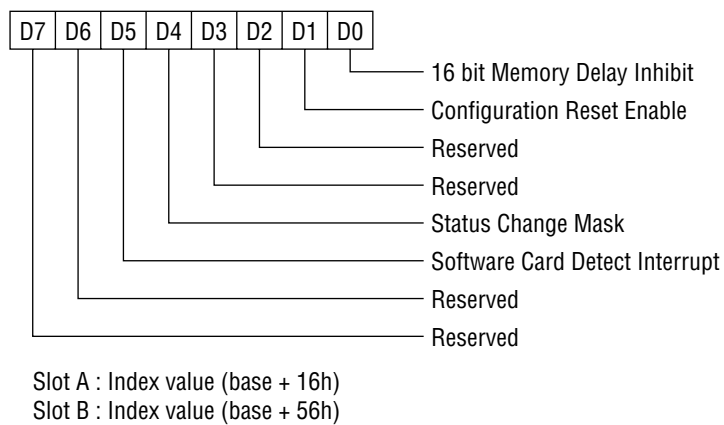 D7 D6 D5 D4 D3 D2 D1 D0
16 bit Memory Delay Inhibit
Configuration Reset Enable
Reserved
Reserved
Status Change Mask
Software Card Detect Interrupt
Reserved
Reserved
Slot A : Index value (base + 16h)
Slot B : Index value (base + 56h)